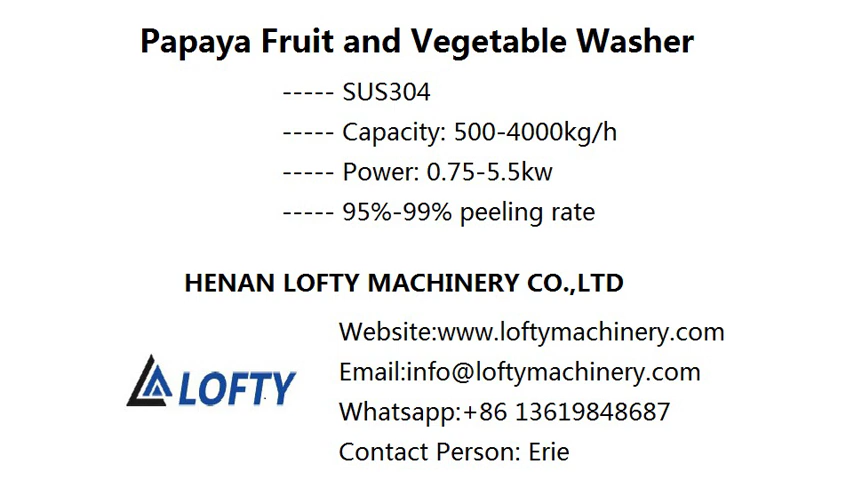 Papaya Fruit and Vegetable Washer
----- SUS304
----- Capacity: 500-4000kg/h
----- Power: 0.75-5.5kw
----- 95%-99% peeling rate
HENAN LOFTY MACHINERY CO.,LTD
Website:www.loftymachinery.com
Email:info@loftymachinery.com
Whatsapp:+86 13619848687
Contact Person: Erie
LOFTY